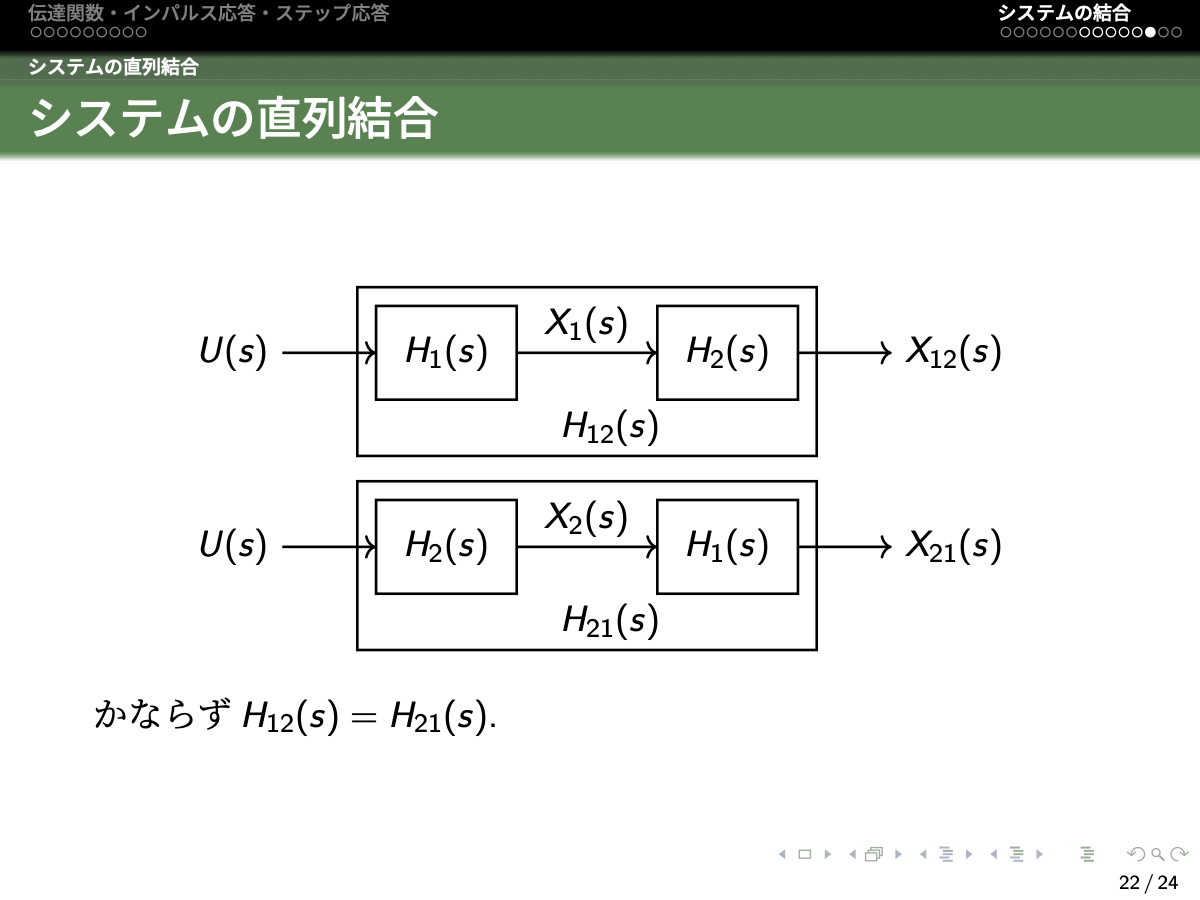 伝達関数・インパルス応答・ステップ応答 システムの結合
システムの直列結合
システムの直列結合
U(s) H₁(s) X₁(s) H₂(s) X₁₂(s)
H₁₂(s)
U(s) H₂(s) X₂(s) H₁(s) X₂₁(s)
H₂₁(s)
かならず H₁₂(s) = H₂₁(s).
22 / 24